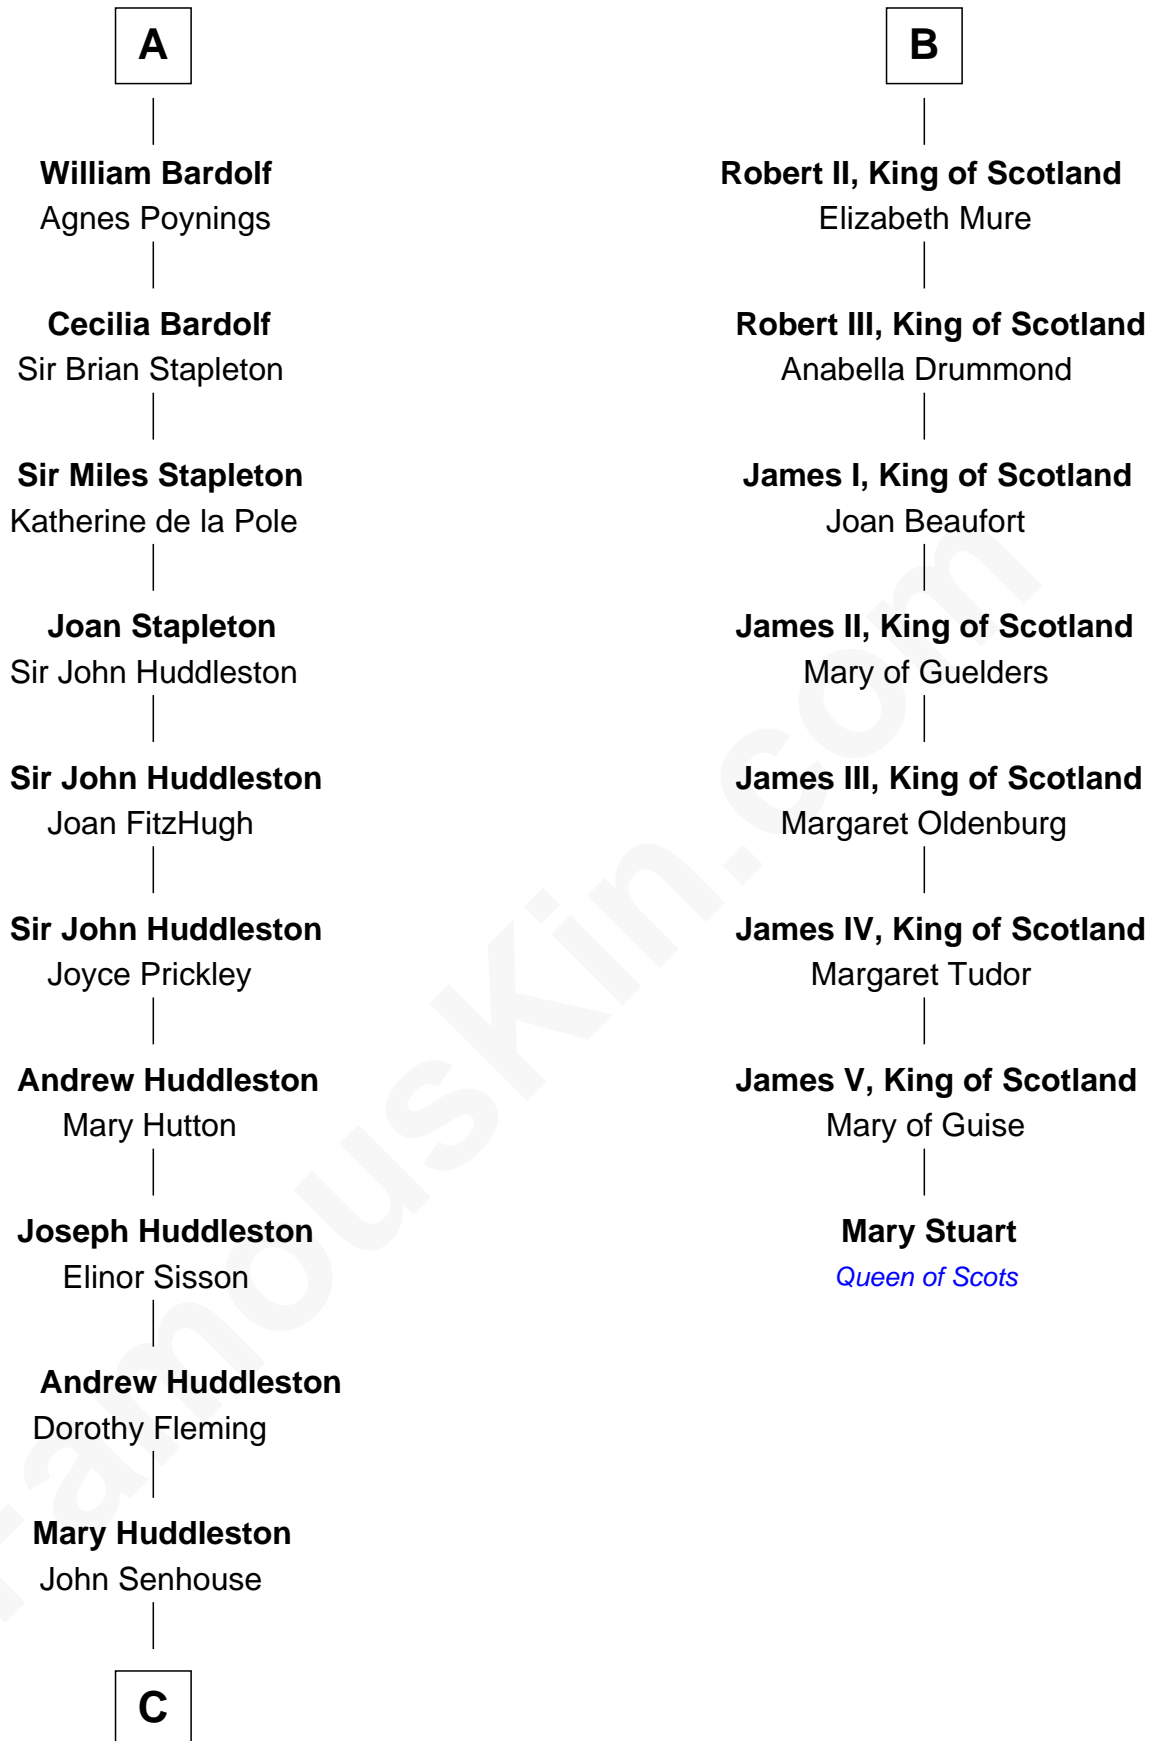 A
William Bardolf
Agnes Poynings
Cecilia Bardolf
Sir Brian Stapleton
Sir Miles Stapleton
Katherine de la Pole
Joan Stapleton
Sir John Huddleston
Sir John Huddleston
Joan FitzHugh
Sir John Huddleston
Joyce Prickley
Andrew Huddleston
Mary Hutton
Joseph Huddleston
Elinor Sisson
Andrew Huddleston
Dorothy Fleming
Mary Huddleston
John Senhouse
C
B
Robert II, King of Scotland
Elizabeth Mure
Robert III, King of Scotland
Anabella Drummond
James I, King of Scotland
Joan Beaufort
James II, King of Scotland
Mary of Guelders
James III, King of Scotland
Margaret Oldenburg
James IV, King of Scotland
Margaret Tudor
James V, King of Scotland
Mary of Guise
Mary Stuart
Queen of Scots
FamousKin.com